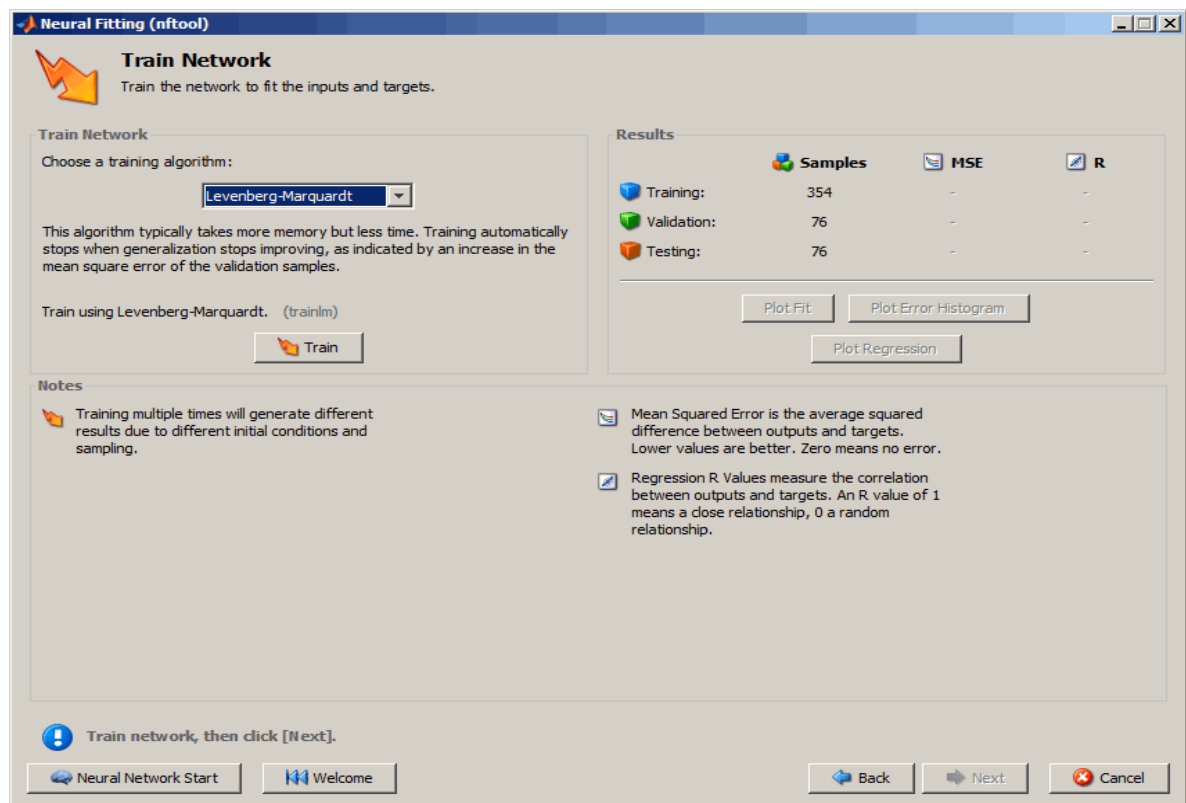 Neural Fitting (nftool)
Train Network
Train the network to fit the inputs and targets.
Train Network
Choose a training algorithm:
Levenberg-Marquardt
This algorithm typically takes more memory but less time. Training automatically
stops when generalization stops improving, as indicated by an increase in the
mean square error of the validation samples.
Train using Levenberg-Marquardt. (trainlm)
Train
Results
Samples MSE R
Training: 354 - -
Validation: 76 - -
Testing: 76 - -
Plot Fit Plot Error Histogram
Plot Regression
Notes
Training multiple times will generate different
results due to different initial conditions and
sampling.
Mean Squared Error is the average squared
difference between outputs and targets.
Lower values are better. Zero means no error.
Regression R Values measure the correlation
between outputs and targets. An R value of 1
means a close relationship, 0 a random
relationship.
Train network, then click [Next].
Neural Network Start Welcome Back Next Cancel